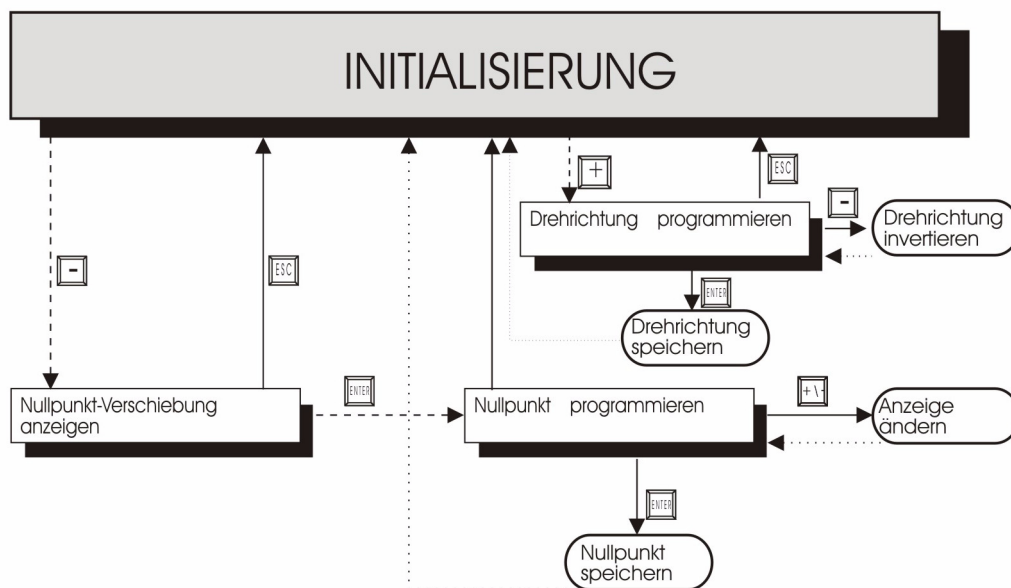 INITIALISIERUNG
+
ESC
Drehrichtung programmieren
-
Drehrichtung
invertieren
-
ESC
ENTER
Drehrichtung
speichern
Nullpunkt-Verschiebung
anzeigen
ENTER
Nullpunkt programmieren
+\-
Anzeige
ändern
ENTER
Nullpunkt
speichern